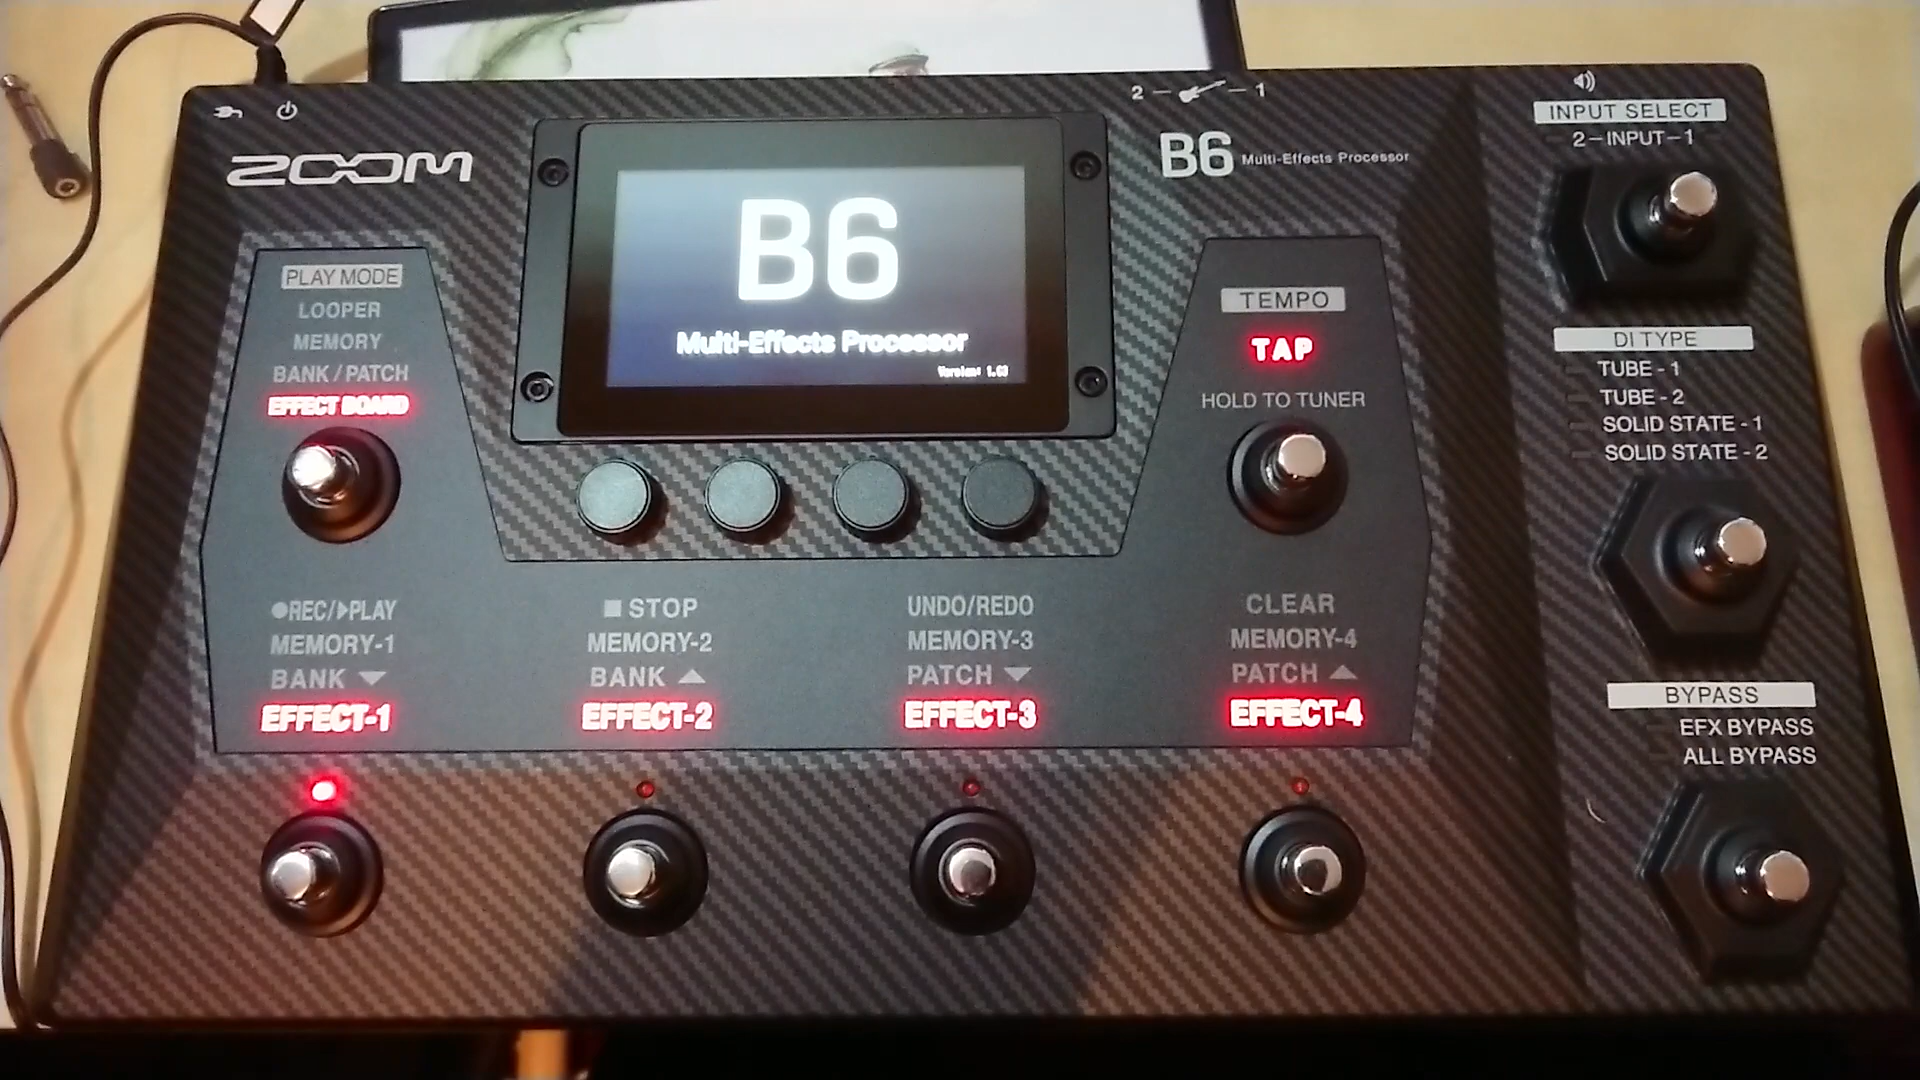 2 1
ZOOM
B6 Multi-Effects Processor
INPUT SELECT
2-INPUT-1
B6
Multi-Effects Processor
Version: 1.63
PLAY MODE
LOOPER
MEMORY
BANK / PATCH
EFFECT BOARD
TEMPO
TAP
HOLD TO TUNER
DI TYPE
TUBE - 1
TUBE - 2
SOLID STATE - 1
SOLID STATE - 2
●REC/▶PLAY
MEMORY-1
BANK ▼
EFFECT-1
■ STOP
MEMORY-2
BANK ▲
EFFECT-2
UNDO/REDO
MEMORY-3
PATCH ▼
EFFECT-3
CLEAR
MEMORY-4
PATCH ▲
EFFECT-4
BYPASS
EFX BYPASS
ALL BYPASS